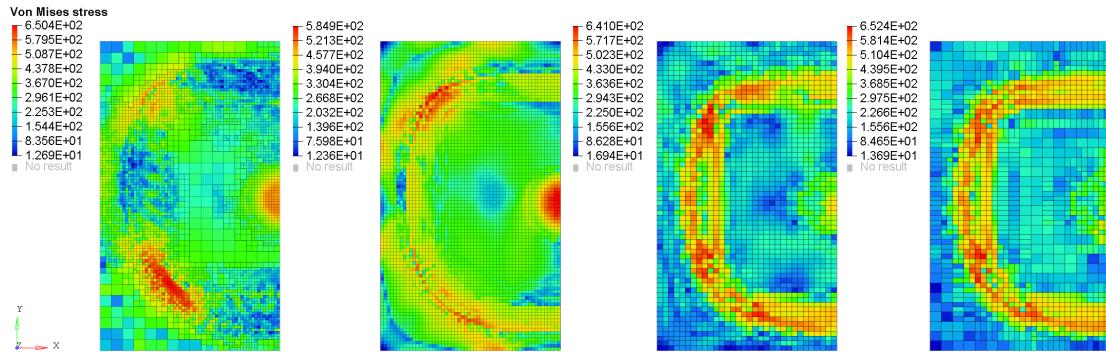 Von Mises stress
6.504E+02
5.795E+02
5.087E+02
4.378E+02
3.670E+02
2.961E+02
2.253E+02
1.544E+02
8.356E+01
1.269E+01
No result
5.849E+02
5.213E+02
4.577E+02
3.940E+02
3.304E+02
2.668E+02
2.032E+02
1.396E+02
7.598E+01
1.236E+01
No result
6.410E+02
5.717E+02
5.023E+02
4.330E+02
3.636E+02
2.943E+02
2.250E+02
1.556E+02
8.628E+01
1.694E+01
No result
6.524E+02
5.814E+02
5.104E+02
4.395E+02
3.685E+02
2.975E+02
2.266E+02
1.556E+02
8.465E+01
1.369E+01
No result
Y
Z X